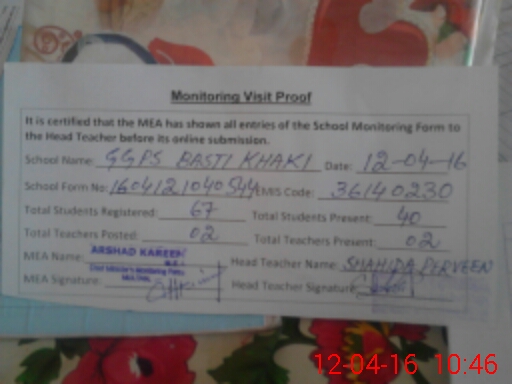 Monitoring Visit Proof
It is certified that the MEA has shown all entries of the School Monitoring Form to
the Head Teacher before its online submission.
School Name: GGPS BASTI KHAKI Date: 12-04-16
School Form No: 160412104054 EMIS Code: 36140230
Total Students Registered: 67 Total Students Present: 40
Total Teachers Posted: 02 Total Teachers Present: 02
MEA Name: ARSHAD KAREEM Head Teacher Name: SHAHIDA PERVEEN
MEA Signature: Head Teacher Signature:
12-04-16 10:46